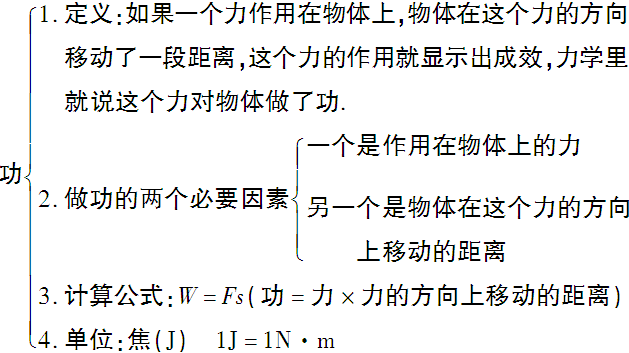 功
1. 定义:如果一个力作用在物体上,物体在这个力的方向
移动了一段距离,这个力的作用就显示出成效,力学里
就说这个力对物体做了功.
2. 做功的两个必要因素
一个是作用在物体上的力
另一个是物体在这个力的方向
上移动的距离
3. 计算公式:W=Fs(功=力×力的方向上移动的距离)
4. 单位:焦(J) 1J=1N·m